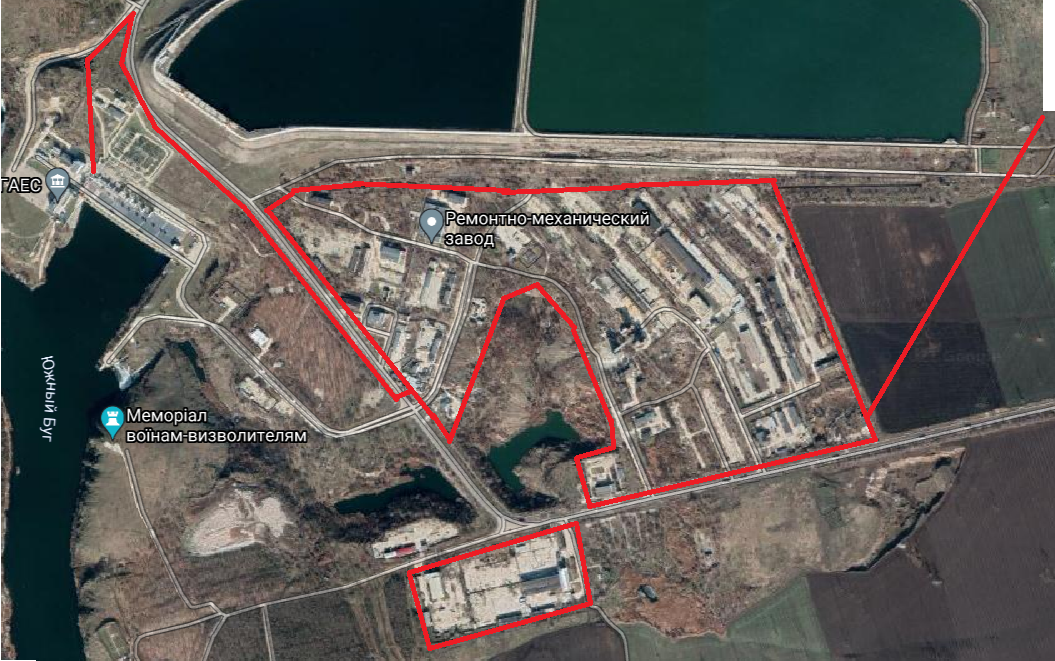 ГАЕС
Ремонтно-механический
завод
Южный Буг
Меморіал
воїнам-визволителям